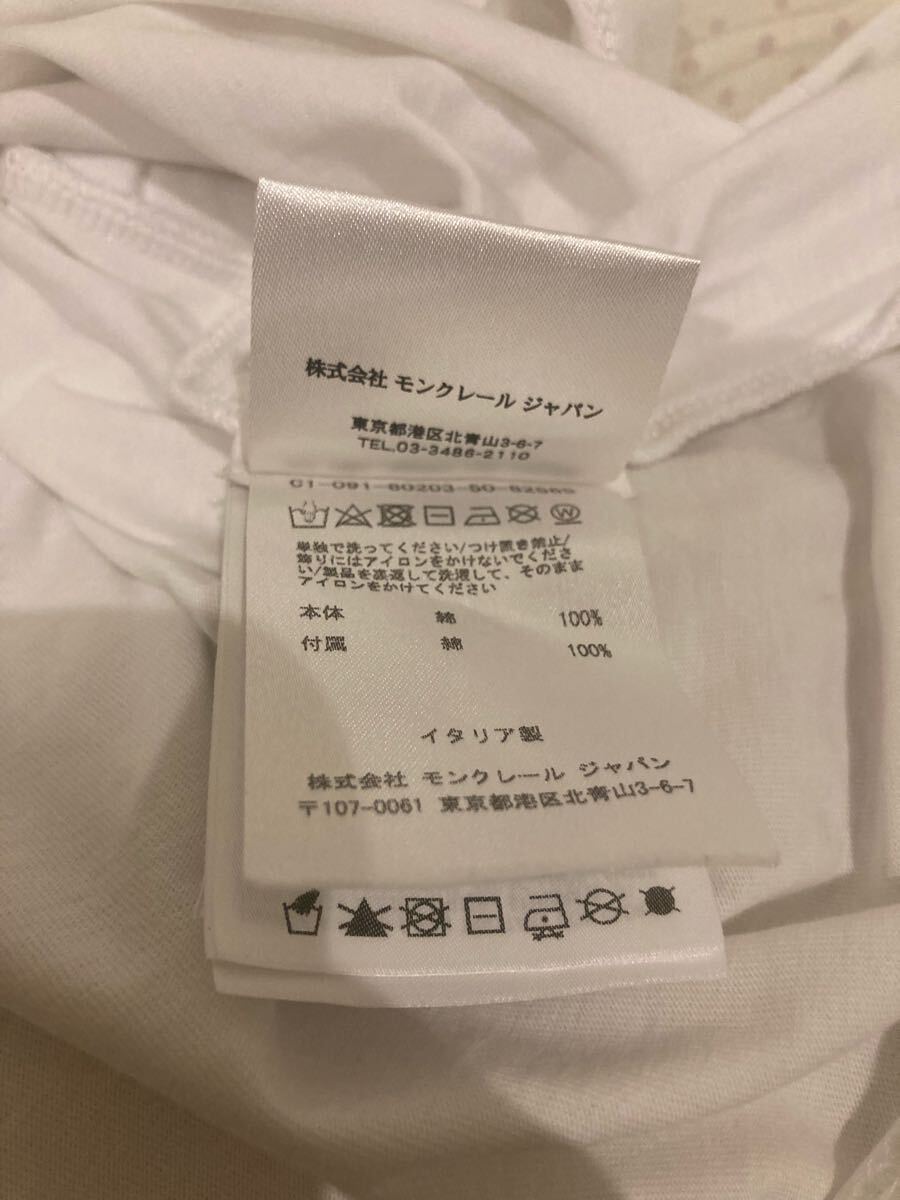 株式会社 モンクレール ジャパン
東京都港区北青山3-6-7
TEL.03-3486-2110
C1-091-80203-50-82565
単独で洗ってください/つけ置き禁止/
飾りにはアイロンをかけないでくださ
い/製品を裏返して洗濯して、そのまま
アイロンをかけてください
本体 綿 100%
付属 綿 100%
イタリア製
株式会社 モンクレール ジャパン
〒107-0061 東京都港区北青山3-6-7